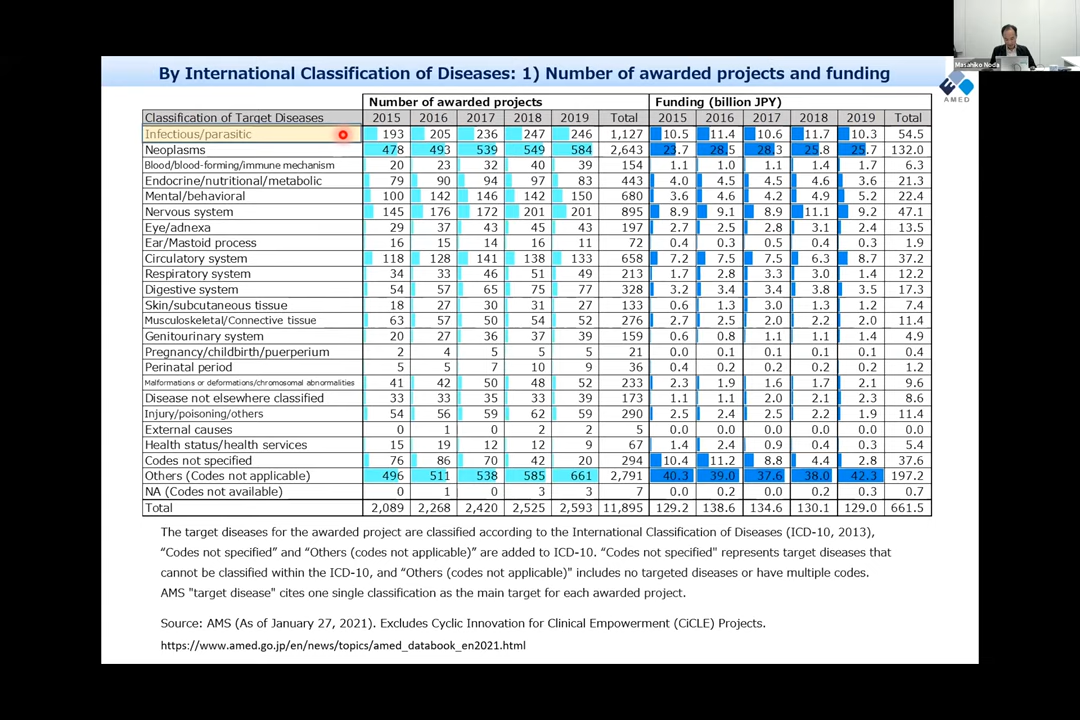 Masahiko Noda
By International Classification of Diseases: 1) Number of awarded projects and funding
AMED
Number of awarded projects Funding (billion JPY)
Classification of Target Diseases 2015 2016 2017 2018 2019 Total 2015 2016 2017 2018 2019 Total
Infectious/parasitic 193 205 236 247 246 1,127 10.5 11.4 10.6 11.7 10.3 54.5
Neoplasms 478 493 539 549 584 2,643 23.7 28.5 28.3 25.8 25.7 132.0
Blood/blood-forming/immune mechanism 20 23 32 40 39 154 1.1 1.0 1.1 1.4 1.7 6.3
Endocrine/nutritional/metabolic 79 90 94 97 83 443 4.0 4.5 4.5 4.6 3.6 21.3
Mental/behavioral 100 142 146 142 150 680 3.6 4.6 4.2 4.9 5.2 22.4
Nervous system 145 176 172 201 201 895 8.9 9.1 8.9 11.1 9.2 47.1
Eye/adnexa 29 37 43 45 43 197 2.7 2.5 2.8 3.1 2.4 13.5
Ear/Mastoid process 16 15 14 16 11 72 0.4 0.3 0.5 0.4 0.3 1.9
Circulatory system 118 128 141 138 133 658 7.2 7.5 7.5 6.3 8.7 37.2
Respiratory system 34 33 46 51 49 213 1.7 2.8 3.3 3.0 1.4 12.2
Digestive system 54 57 65 75 77 328 3.2 3.4 3.4 3.8 3.5 17.3
Skin/subcutaneous tissue 18 27 30 31 27 133 0.6 1.3 3.0 1.3 1.2 7.4
Musculoskeletal/Connective tissue 63 57 50 54 52 276 2.7 2.5 2.0 2.2 2.0 11.4
Genitourinary system 20 27 36 37 39 159 0.6 0.8 1.1 1.1 1.4 4.9
Pregnancy/childbirth/puerperium 2 4 5 5 5 21 0.0 0.1 0.1 0.1 0.1 0.4
Perinatal period 5 5 7 10 9 36 0.4 0.2 0.2 0.2 0.2 1.2
Malformations or deformations/chromosomal abnormalities 41 42 50 48 52 233 2.3 1.9 1.6 1.7 2.1 9.6
Disease not elsewhere classified 33 33 35 33 39 173 1.1 1.1 2.0 2.1 2.3 8.6
Injury/poisoning/others 54 56 59 62 59 290 2.5 2.4 2.5 2.2 1.9 11.4
External causes 0 1 0 2 2 5 0.0 0.0 0.0 0.0 0.0 0.0
Health status/health services 15 19 12 12 9 67 1.4 2.4 0.9 0.4 0.3 5.4
Codes not specified 76 86 70 42 20 294 10.4 11.2 8.8 4.4 2.8 37.6
Others (Codes not applicable) 496 511 538 585 661 2,791 40.3 39.0 37.6 38.0 42.3 197.2
NA (Codes not available) 0 1 0 3 3 7 0.0 0.2 0.0 0.2 0.3 0.7
Total 2,089 2,268 2,420 2,525 2,593 11,895 129.2 138.6 134.6 130.1 129.0 661.5
The target diseases for the awarded project are classified according to the International Classification of Diseases (ICD-10, 2013),
“Codes not specified” and “Others (codes not applicable)” are added to ICD-10. “Codes not specified" represents target diseases that
cannot be classified within the ICD-10, and “Others (codes not applicable)" includes no targeted diseases or have multiple codes.
AMS "target disease" cites one single classification as the main target for each awarded project.
Source: AMS (As of January 27, 2021). Excludes Cyclic Innovation for Clinical Empowerment (CiCLE) Projects.
https://www.amed.go.jp/en/news/topics/amed_databook_en2021.html